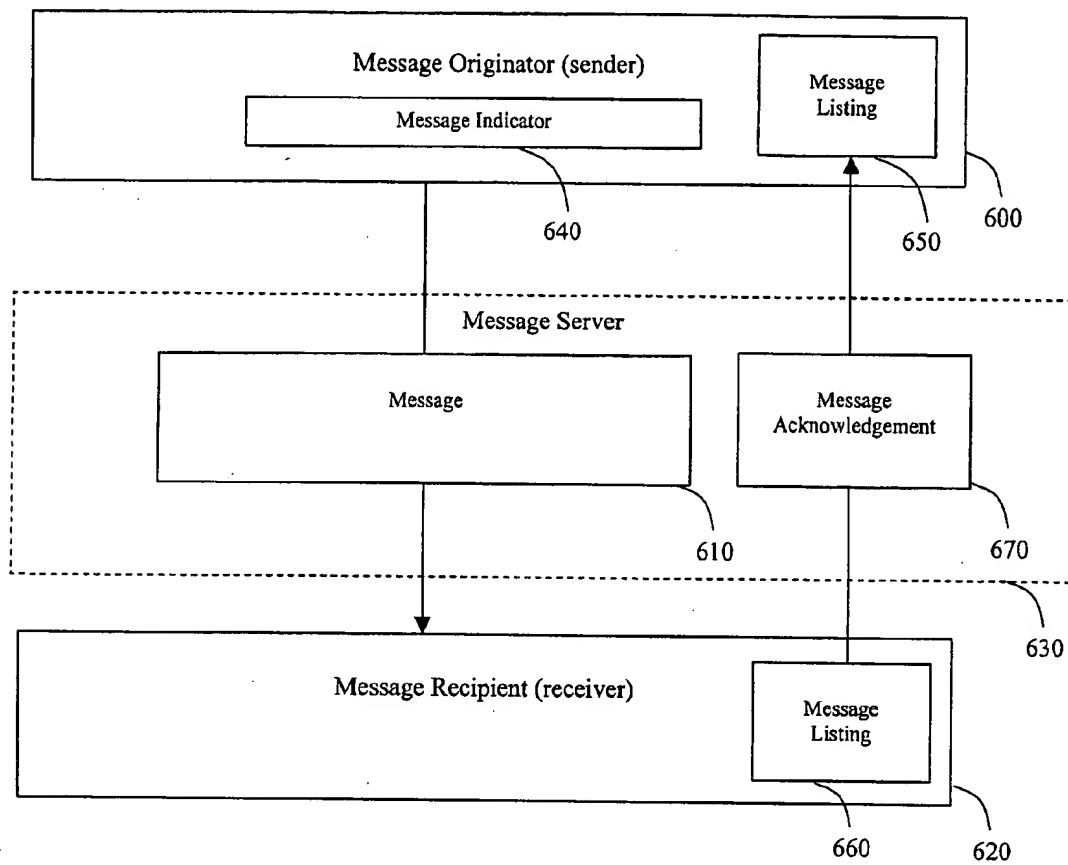 Message Originator (sender)
Message
Listing
Message Indicator
640
650
600
Message Server
Message
Message
Acknowledgement
610
670
630
Message Recipient (receiver)
Message
Listing
660
620